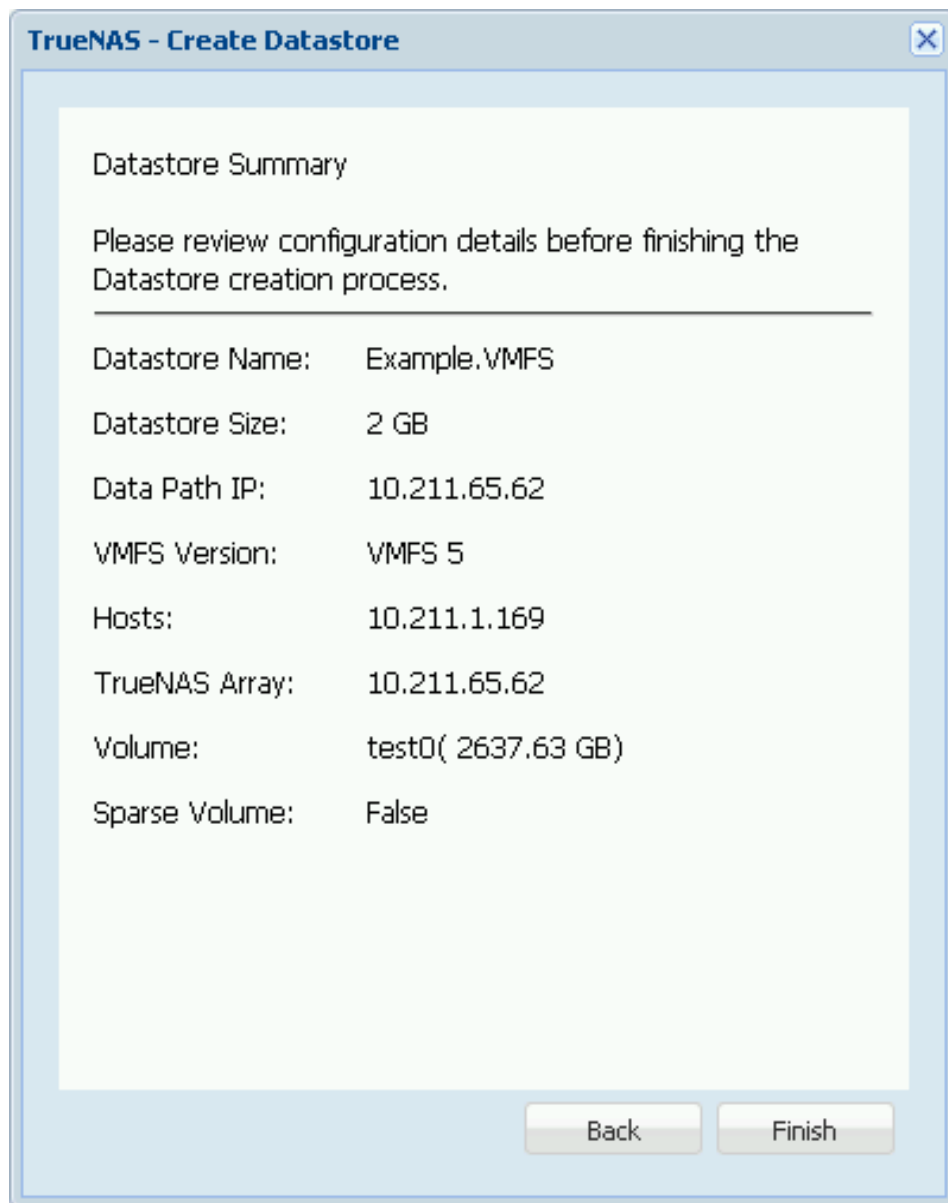 TrueNAS - Create Datastore
Datastore Summary
Please review configuration details before finishing the
Datastore creation process.
Datastore Name: Example.VMFS
Datastore Size: 2 GB
Data Path IP: 10.211.65.62
VMFS Version: VMFS 5
Hosts: 10.211.1.169
TrueNAS Array: 10.211.65.62
Volume: test0( 2637.63 GB)
Sparse Volume: False
Back Finish